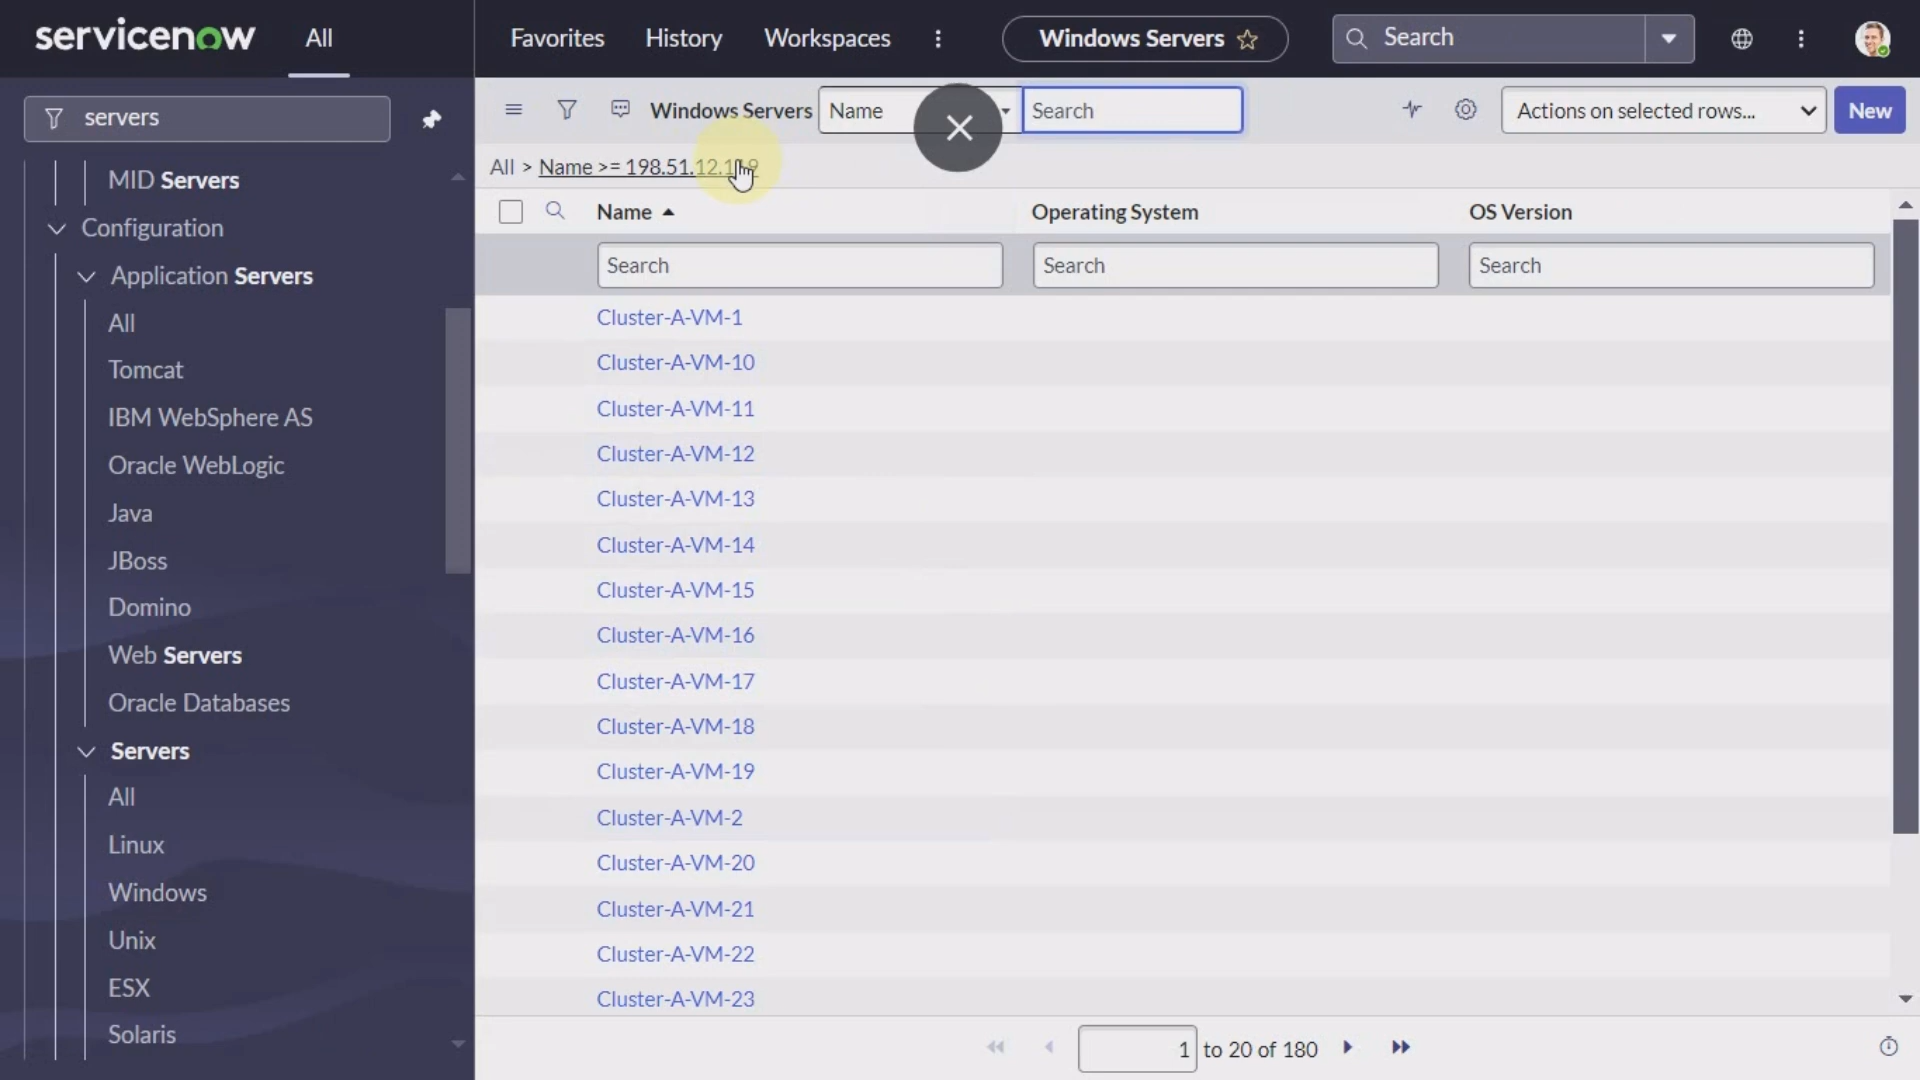 servicenow
All
Favorites
History
Workspaces
Windows Servers
Search
servers
MID Servers
Configuration
Application Servers
All
Tomcat
IBM WebSphere AS
Oracle WebLogic
Java
JBoss
Domino
Web Servers
Oracle Databases
Servers
All
Linux
Windows
Unix
ESX
Solaris
Windows Servers
Name
Search
Actions on selected rows...
New
All > Name >= 198.51.12.
Name
Operating System
OS Version
Search
Search
Search
Cluster-A-VM-1
Cluster-A-VM-10
Cluster-A-VM-11
Cluster-A-VM-12
Cluster-A-VM-13
Cluster-A-VM-14
Cluster-A-VM-15
Cluster-A-VM-16
Cluster-A-VM-17
Cluster-A-VM-18
Cluster-A-VM-19
Cluster-A-VM-2
Cluster-A-VM-20
Cluster-A-VM-21
Cluster-A-VM-22
Cluster-A-VM-23
1 to 20 of 180